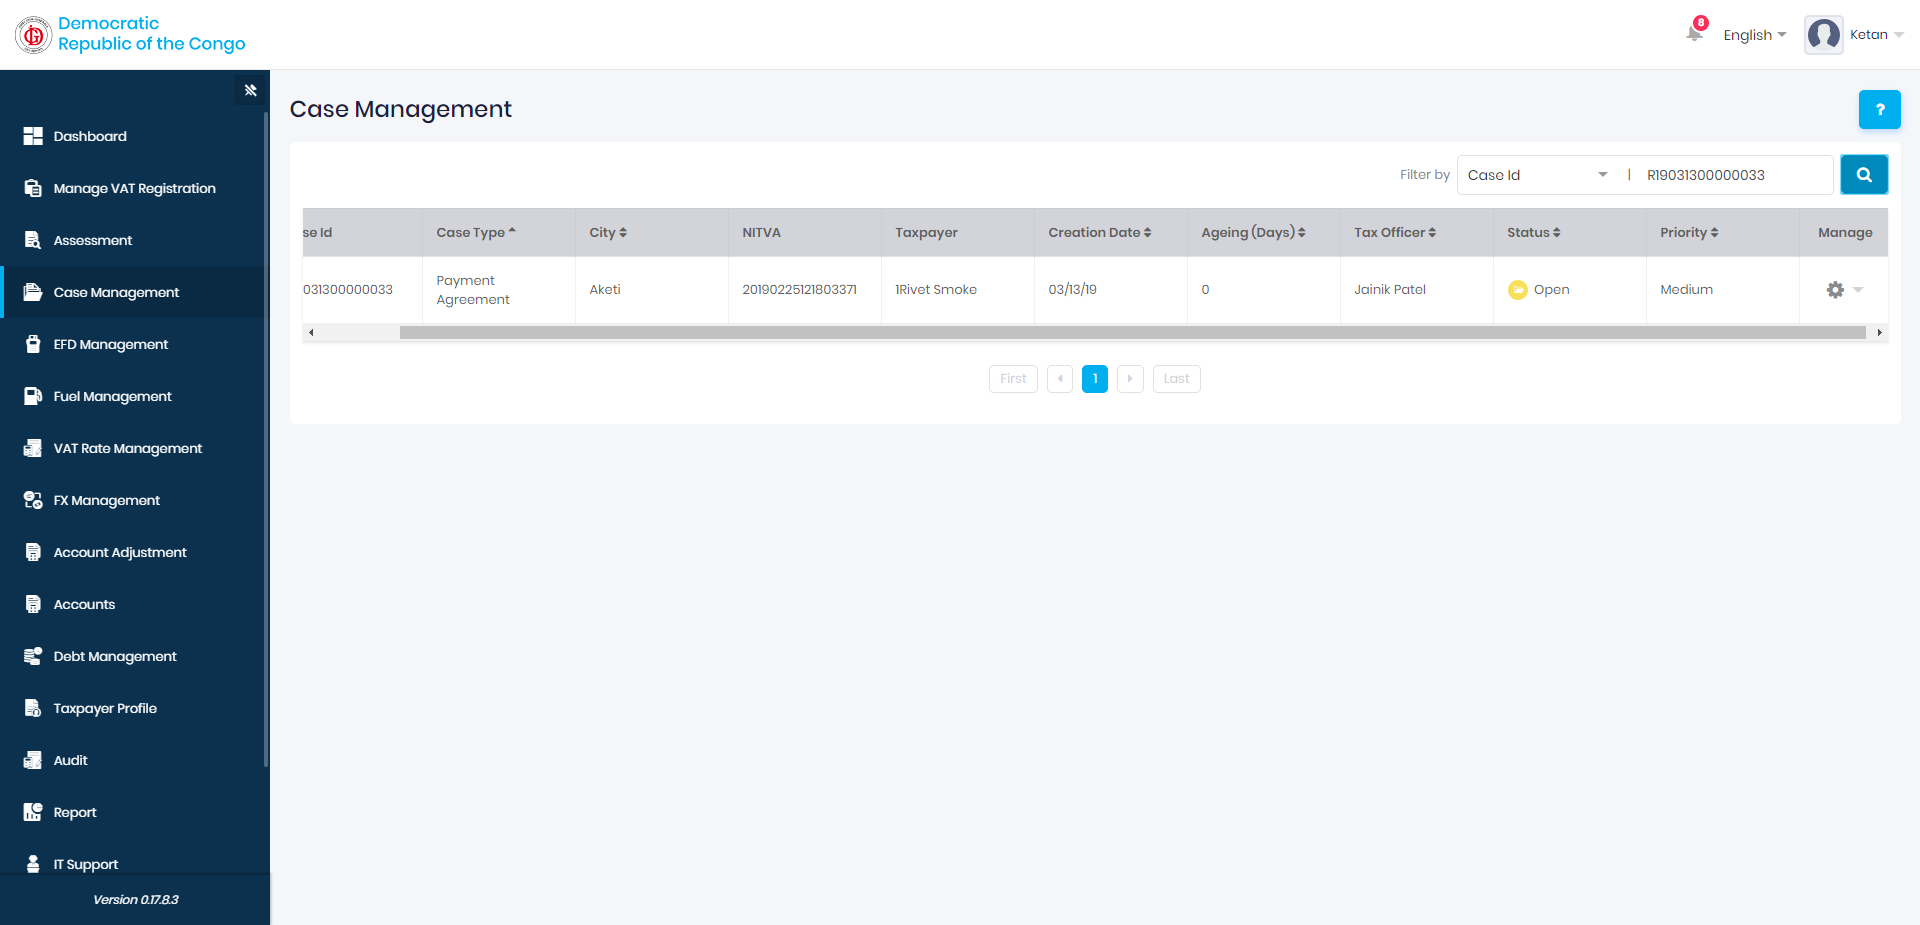 Democratic
Republic of the Congo
8
English
Ketan
Dashboard
Manage VAT Registration
Assessment
Case Management
EFD Management
Fuel Management
VAT Rate Management
FX Management
Account Adjustment
Accounts
Debt Management
Taxpayer Profile
Audit
Report
IT Support
Version 0.17.8.3
Case Management
?
Filter by Case Id | R19031300000033
se Id Case Type City NITVA Taxpayer Creation Date Ageing (Days) Tax Officer Status Priority Manage
031300000033 Payment Agreement Aketi 20190225121803371 1Rivet Smoke 03/13/19 0 Jainik Patel Open Medium
First 1 Last